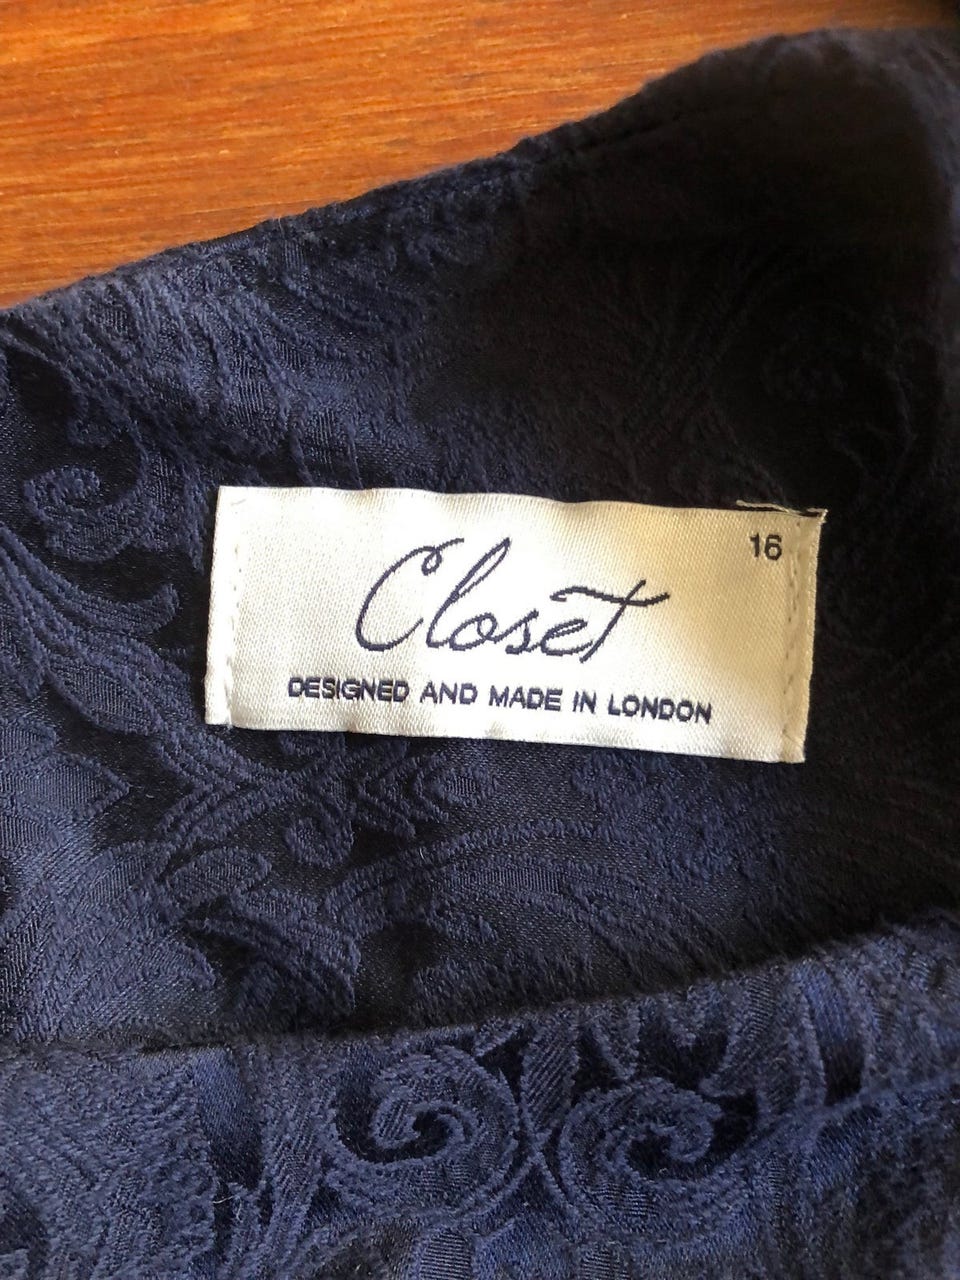 16
Closet
DESIGNED AND MADE IN LONDON